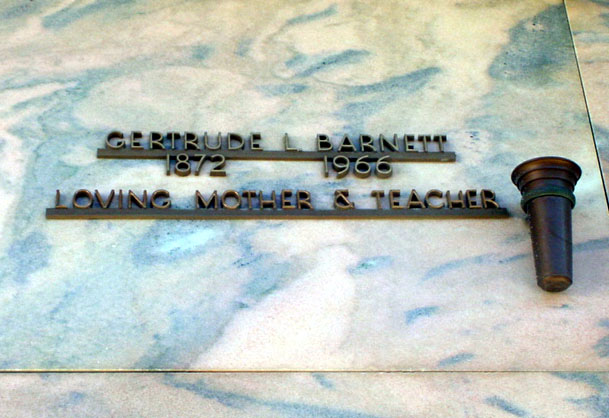 GERTRUDE L. BARNETT
1872 1966
LOVING MOTHER & TEACHER